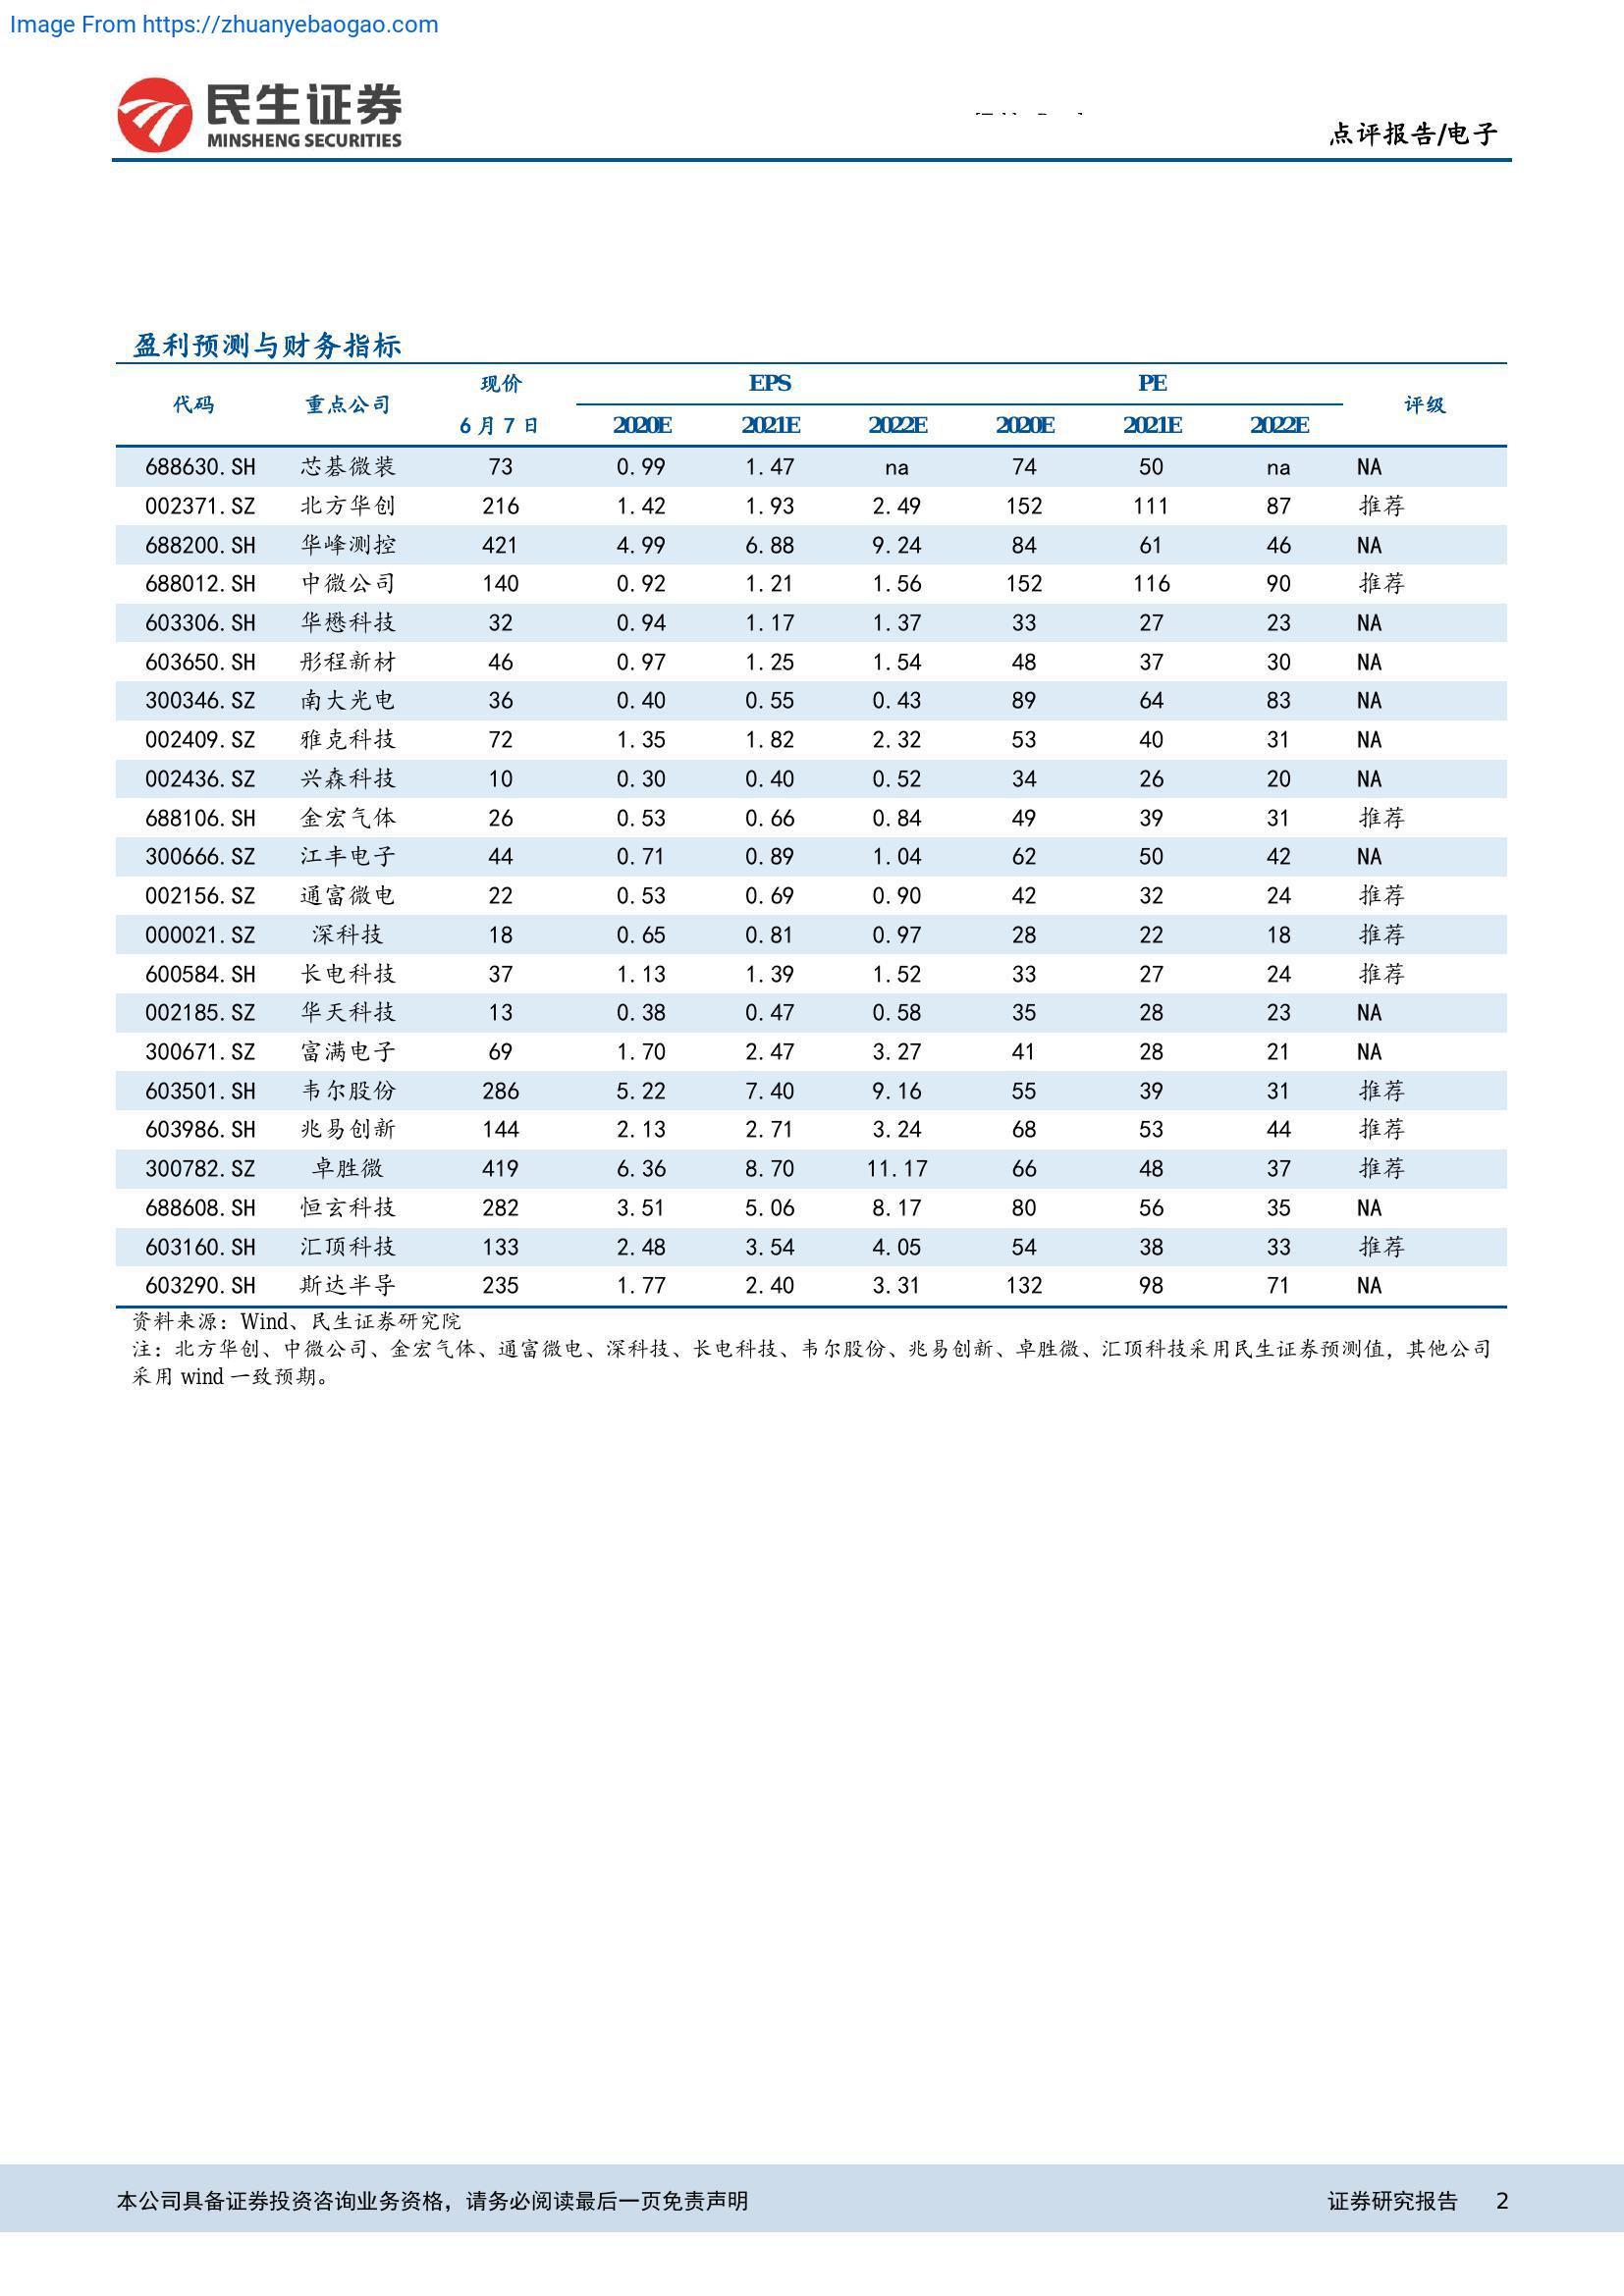 Image From https://zhuanyebaogao.com
民生证券
MINSHENG SECURITIES
点评报告/电子
盈利预测与财务指标
代码 重点公司 现价 EPS PE 评级
6 月 7 日 2020E 2021E 2022E 2020E 2021E 2022E
688630.SH 芯碁微装 73 0.99 1.47 na 74 50 na NA
002371.SZ 北方华创 216 1.42 1.93 2.49 152 111 87 推荐
688200.SH 华峰测控 421 4.99 6.88 9.24 84 61 46 NA
688012.SH 中微公司 140 0.92 1.21 1.56 152 116 90 推荐
603306.SH 华懋科技 32 0.94 1.17 1.37 33 27 23 NA
603650.SH 彤程新材 46 0.97 1.25 1.54 48 37 30 NA
300346.SZ 南大光电 36 0.40 0.55 0.43 89 64 83 NA
002409.SZ 雅克科技 72 1.35 1.82 2.32 53 40 31 NA
002436.SZ 兴森科技 10 0.30 0.40 0.52 34 26 20 NA
688106.SH 金宏气体 26 0.53 0.66 0.84 49 39 31 推荐
300666.SZ 江丰电子 44 0.71 0.89 1.04 62 50 42 NA
002156.SZ 通富微电 22 0.53 0.69 0.90 42 32 24 推荐
000021.SZ 深科技 18 0.65 0.81 0.97 28 22 18 推荐
600584.SH 长电科技 37 1.13 1.39 1.52 33 27 24 推荐
002185.SZ 华天科技 13 0.38 0.47 0.58 35 28 23 NA
300671.SZ 富满电子 69 1.70 2.47 3.27 41 28 21 NA
603501.SH 韦尔股份 286 5.22 7.40 9.16 55 39 31 推荐
603986.SH 兆易创新 144 2.13 2.71 3.24 68 53 44 推荐
300782.SZ 卓胜微 419 6.36 8.70 11.17 66 48 37 推荐
688608.SH 恒玄科技 282 3.51 5.06 8.17 80 56 35 NA
603160.SH 汇顶科技 133 2.48 3.54 4.05 54 38 33 推荐
603290.SH 斯达半导 235 1.77 2.40 3.31 132 98 71 NA
资料来源：Wind、民生证券研究院
注：北方华创、中微公司、金宏气体、通富微电、深科技、长电科技、韦尔股份、兆易创新、卓胜微、汇顶科技采用民生证券预测值，其他公司
采用 wind 一致预期。
本公司具备证券投资咨询业务资格，请务必阅读最后一页免责声明 证券研究报告 2